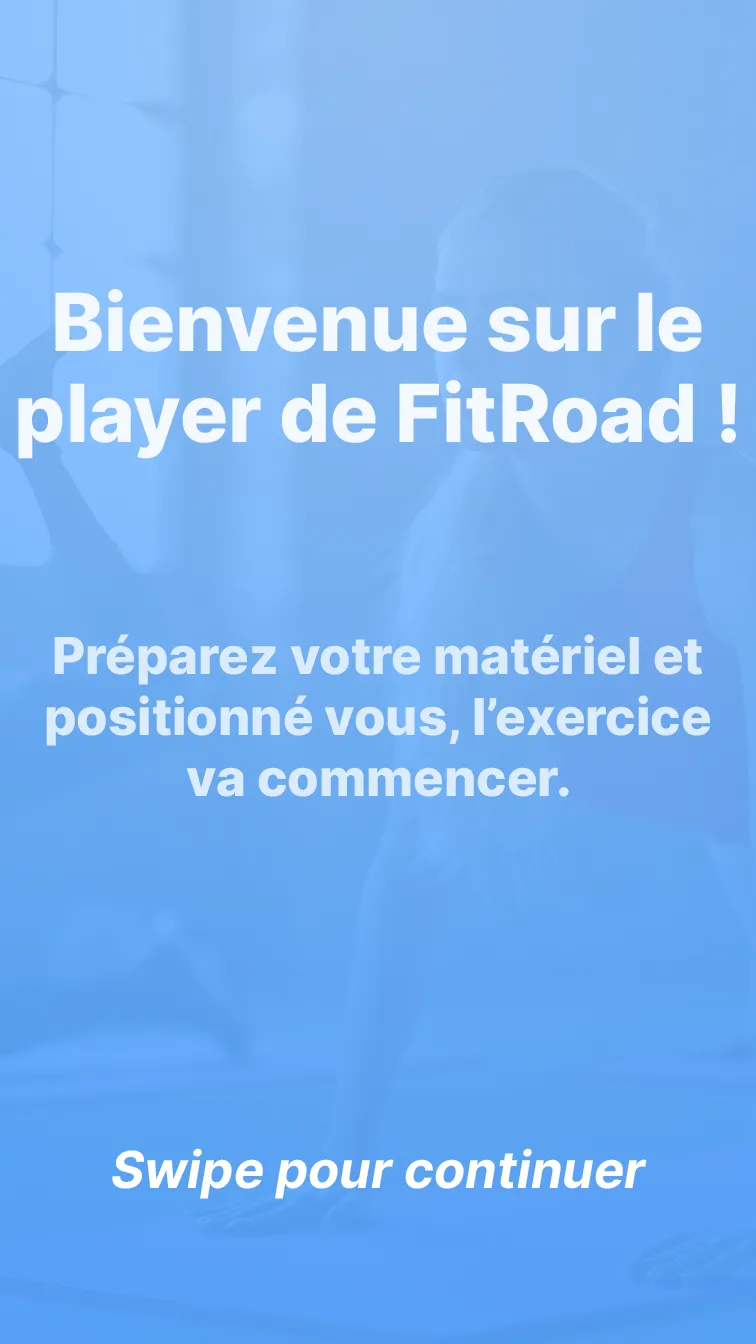 Bienvenue sur le
player de FitRoad !
Préparez votre matériel et
positionné vous, l’exercice
va commencer.
Swipe pour continuer